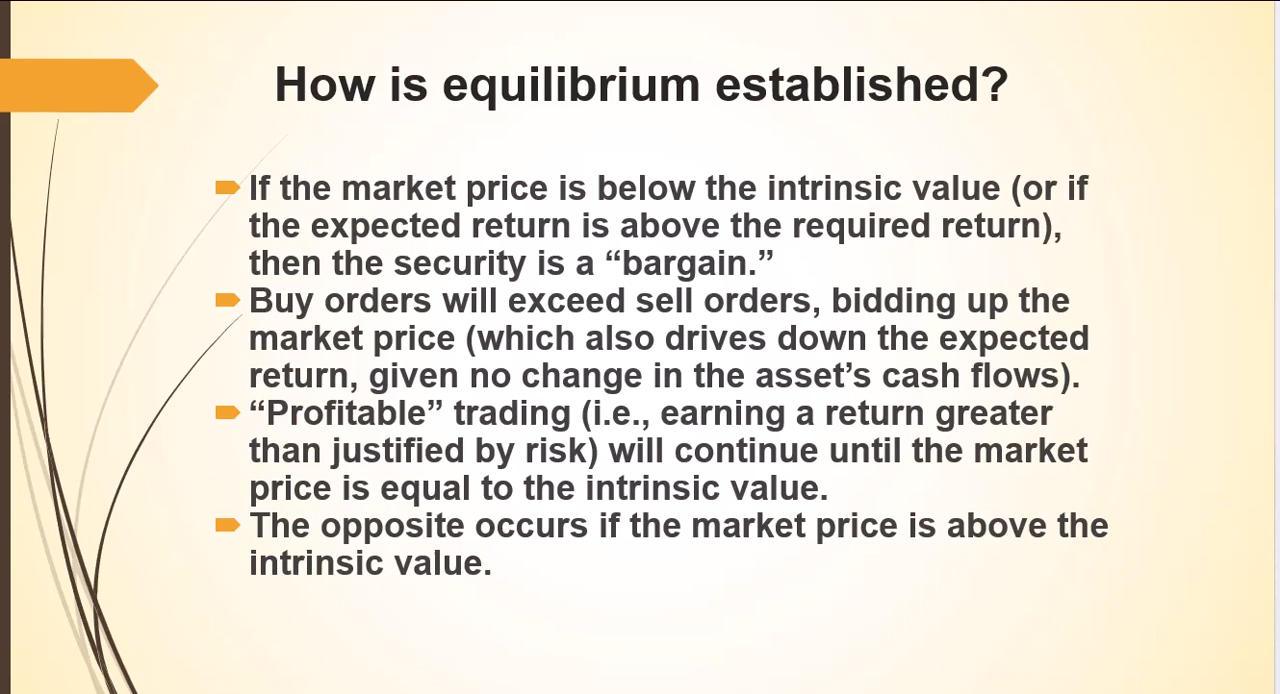 How is equilibrium established?
If the market price is below the intrinsic value (or if
the expected return is above the required return),
then the security is a “bargain.”
Buy orders will exceed sell orders, bidding up the
market price (which also drives down the expected
return, given no change in the asset’s cash flows).
“Profitable” trading (i.e., earning a return greater
than justified by risk) will continue until the market
price is equal to the intrinsic value.
The opposite occurs if the market price is above the
intrinsic value.